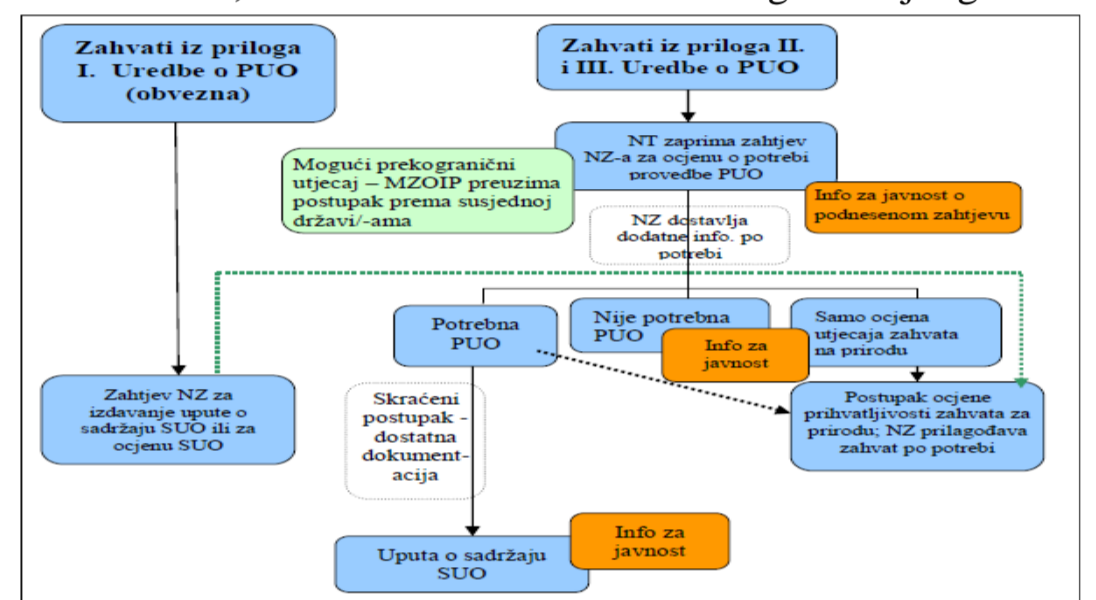 Zahvati iz priloga
I. Uredbe o PUO
(obvezna)
Zahvati iz priloga II.
i III. Uredbe o PUO
NT zaprima zahtjev
NZ-a za ocjenu o potrebi
provedbe PUO
Mogući prekogranični
utjecaj – MZOIP preuzima
postupak prema susjednoj
državi/-ama
Info za javnost o
podnesenom zahtjevu
NZ dostavlja
dodatne info. po
potrebi
Potrebna
PUO
Nije potrebna
PUO
Info za
javnost
Samo ocjena
utjecaja zahvata
na prirodu
Zahtjev NZ za
izdavanje upute o
sadržaju SUO ili za
ocjenu SUO
Skraćeni
postupak -
dostatna
dokument-
acija
Postupak ocjene
prihvatljivosti zahvata za
prirodu; NZ prilagođava
zahvat po potrebi
Uputa o sadržaju
SUO
Info za
javnost